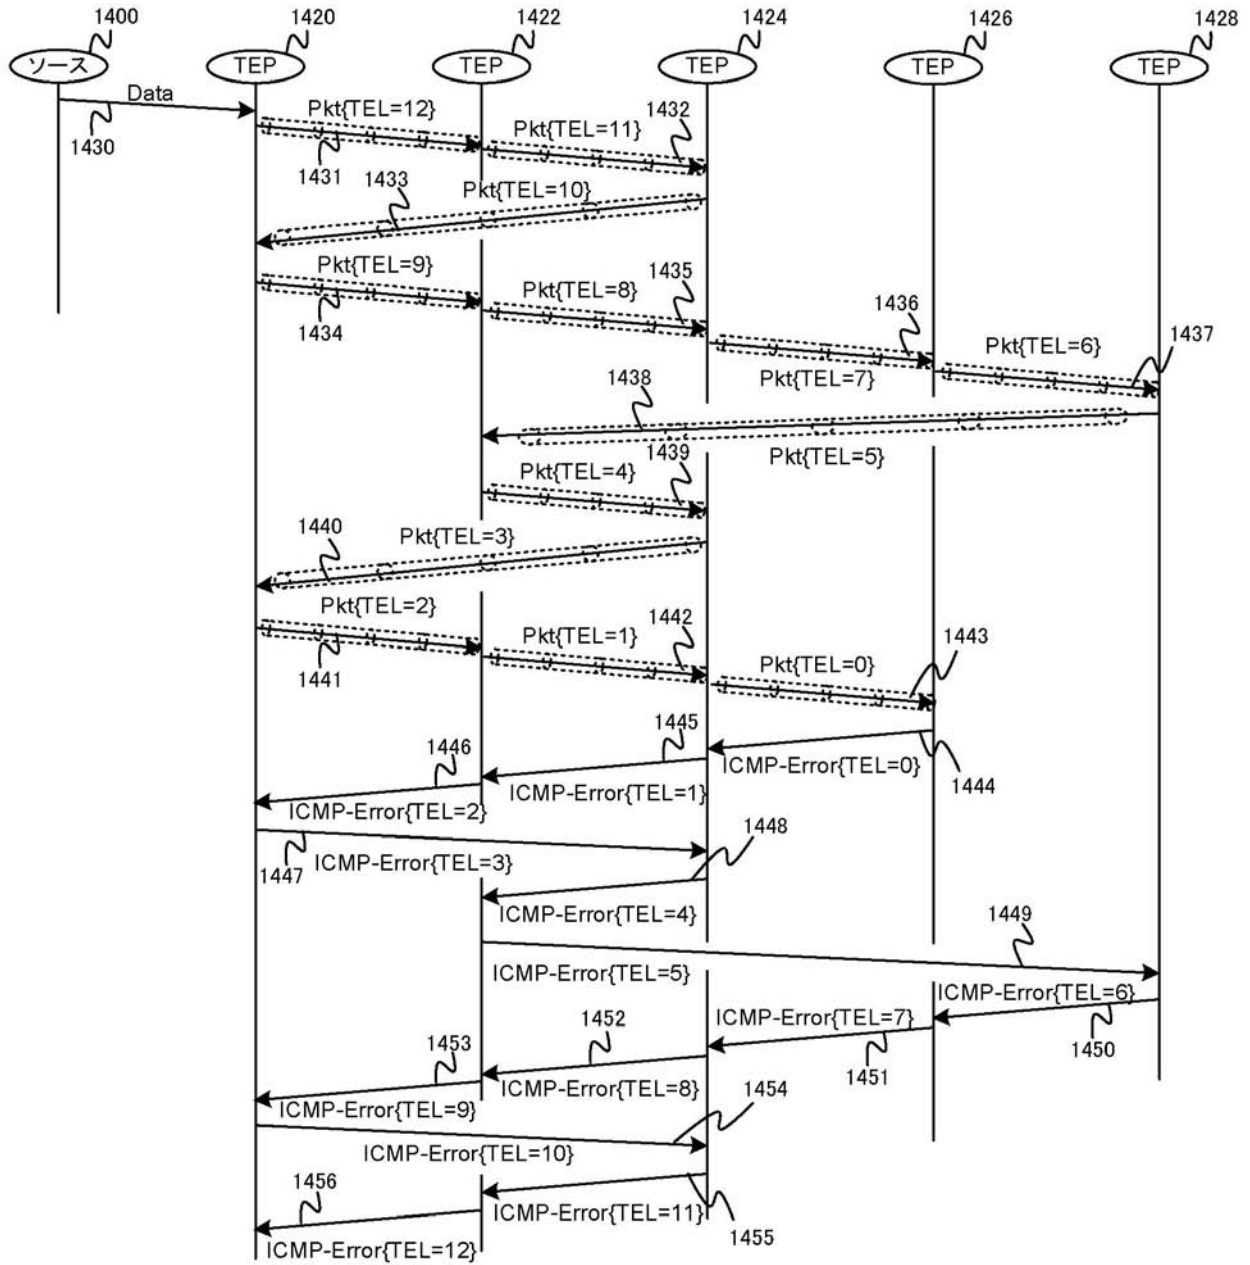 1400
1420
1422
1424
1426
1428
ソース
TEP
TEP
TEP
TEP
TEP
Data
1430
Pkt{TEL=12}
1431
Pkt{TEL=11}
1432
Pkt{TEL=10}
1433
Pkt{TEL=9}
1434
Pkt{TEL=8}
1435
1436
Pkt{TEL=7}
Pkt{TEL=6}
1437
1438
Pkt{TEL=5}
1439
Pkt{TEL=4}
1440
Pkt{TEL=3}
Pkt{TEL=2}
1441
Pkt{TEL=1}
1442
Pkt{TEL=0}
1443
1444
ICMP-Error{TEL=0}
1445
ICMP-Error{TEL=1}
1446
ICMP-Error{TEL=2}
1447
ICMP-Error{TEL=3}
1448
ICMP-Error{TEL=4}
1449
ICMP-Error{TEL=5}
ICMP-Error{TEL=6}
1450
ICMP-Error{TEL=7}
1451
1452
ICMP-Error{TEL=8}
1453
ICMP-Error{TEL=9}
1454
ICMP-Error{TEL=10}
1455
ICMP-Error{TEL=11}
1456
ICMP-Error{TEL=12}